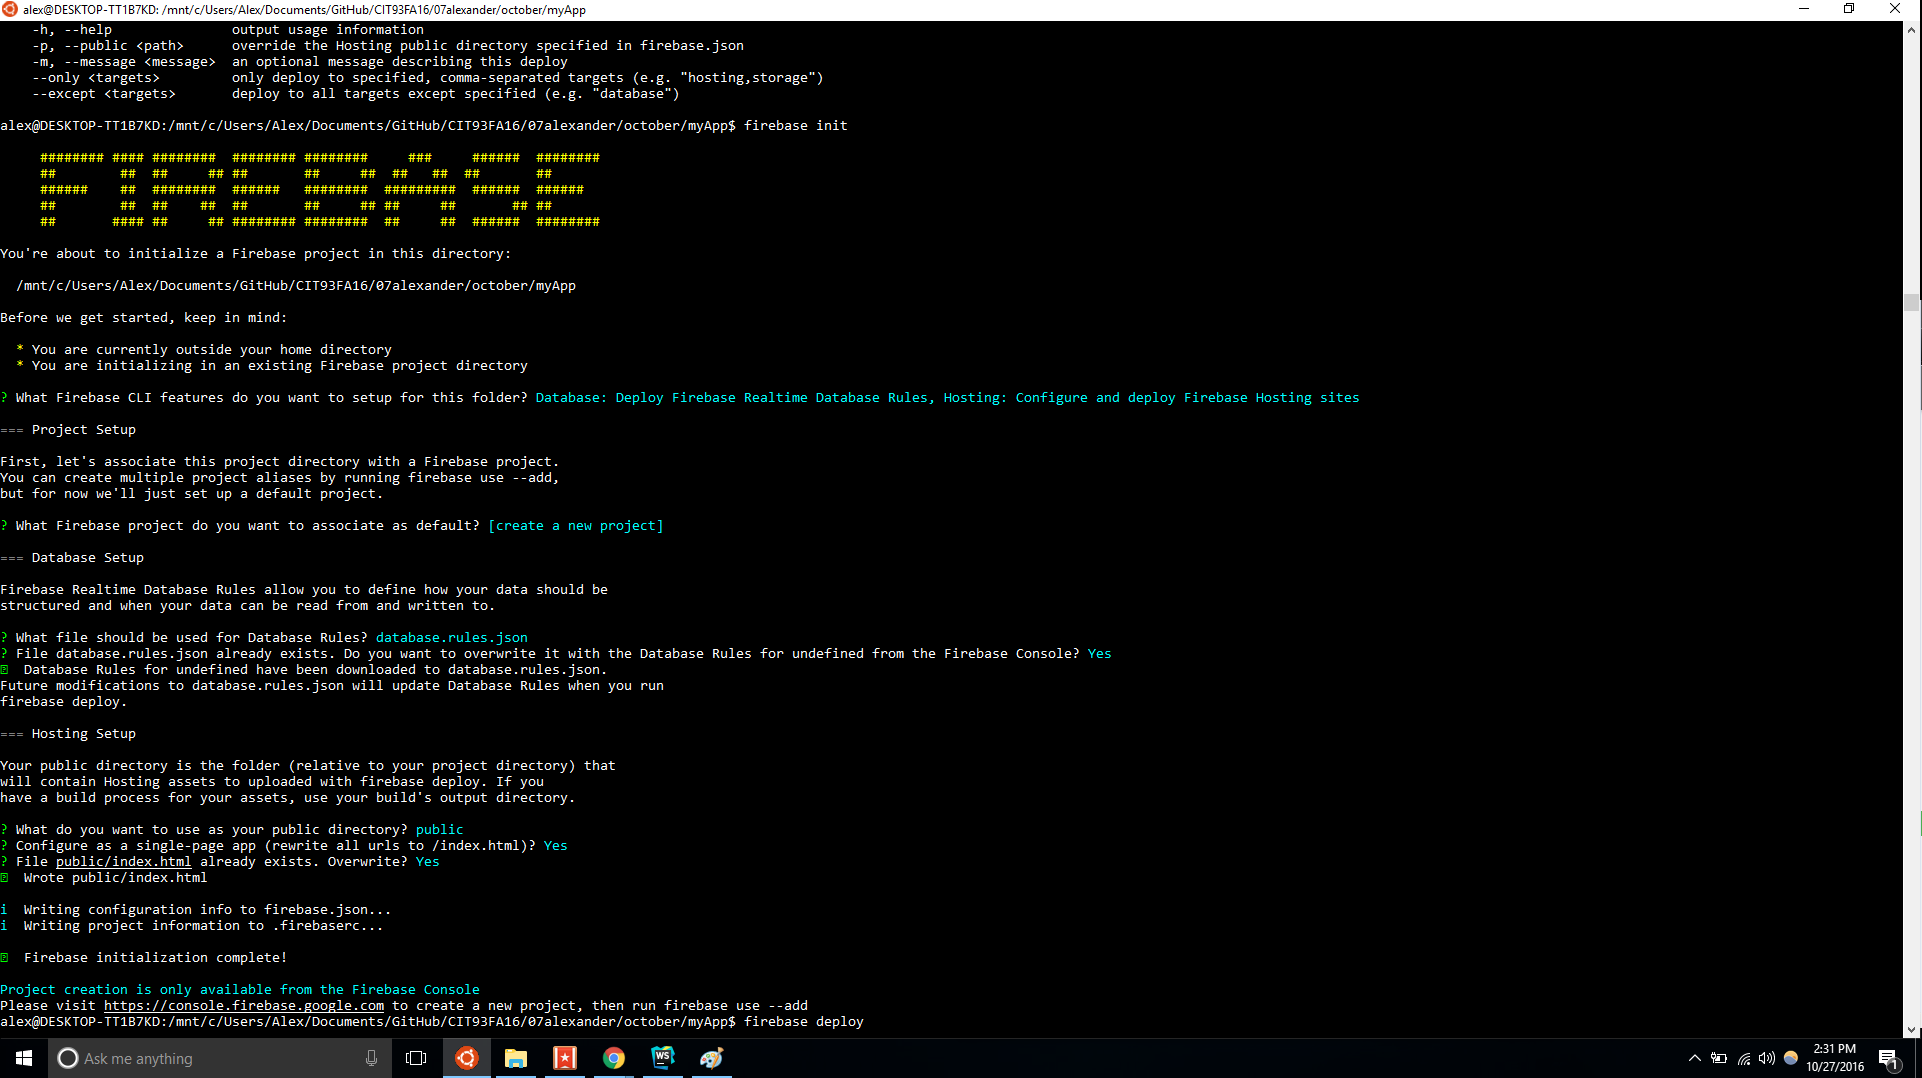 alex@DESKTOP-TT1B7KD: /mnt/c/Users/Alex/Documents/GitHub/CIT93FA16/07alexander/october/myApp
-h, --help output usage information
-p, --public <path> override the Hosting public directory specified in firebase.json
-m, --message <message> an optional message describing this deploy
--only <targets> only deploy to specified, comma-separated targets (e.g. "hosting,storage")
--except <targets> deploy to all targets except specified (e.g. "database")
alex@DESKTOP-TT1B7KD:/mnt/c/Users/Alex/Documents/GitHub/CIT93FA16/07alexander/october/myApp$ firebase init
FIREBASE
You're about to initialize a Firebase project in this directory:
/mnt/c/Users/Alex/Documents/GitHub/CIT93FA16/07alexander/october/myApp
Before we get started, keep in mind:
* You are currently outside your home directory
* You are initializing in an existing Firebase project directory
? What Firebase CLI features do you want to setup for this folder? Database: Deploy Firebase Realtime Database Rules, Hosting: Configure and deploy Firebase Hosting sites
=== Project Setup
First, let's associate this project directory with a Firebase project.
You can create multiple project aliases by running firebase use --add,
but for now we'll just set up a default project.
? What Firebase project do you want to associate as default? [create a new project]
=== Database Setup
Firebase Realtime Database Rules allow you to define how your data should be
structured and when your data can be read from and written to.
? What file should be used for Database Rules? database.rules.json
? File database.rules.json already exists. Do you want to overwrite it with the Database Rules for undefined from the Firebase Console? Yes
Database Rules for undefined have been downloaded to database.rules.json.
Future modifications to database.rules.json will update Database Rules when you run
firebase deploy.
=== Hosting Setup
Your public directory is the folder (relative to your project directory) that
will contain Hosting assets to uploaded with firebase deploy. If you
have a build process for your assets, use your build's output directory.
? What do you want to use as your public directory? public
? Configure as a single-page app (rewrite all urls to /index.html)? Yes
? File public/index.html already exists. Overwrite? Yes
Wrote public/index.html
i Writing configuration info to firebase.json...
i Writing project information to .firebaserc...
Firebase initialization complete!
Project creation is only available from the Firebase Console
Please visit https://console.firebase.google.com to create a new project, then run firebase use --add
alex@DESKTOP-TT1B7KD:/mnt/c/Users/Alex/Documents/GitHub/CIT93FA16/07alexander/october/myApp$ firebase deploy
Ask me anything
WS
2:31 PM
10/27/2016
1